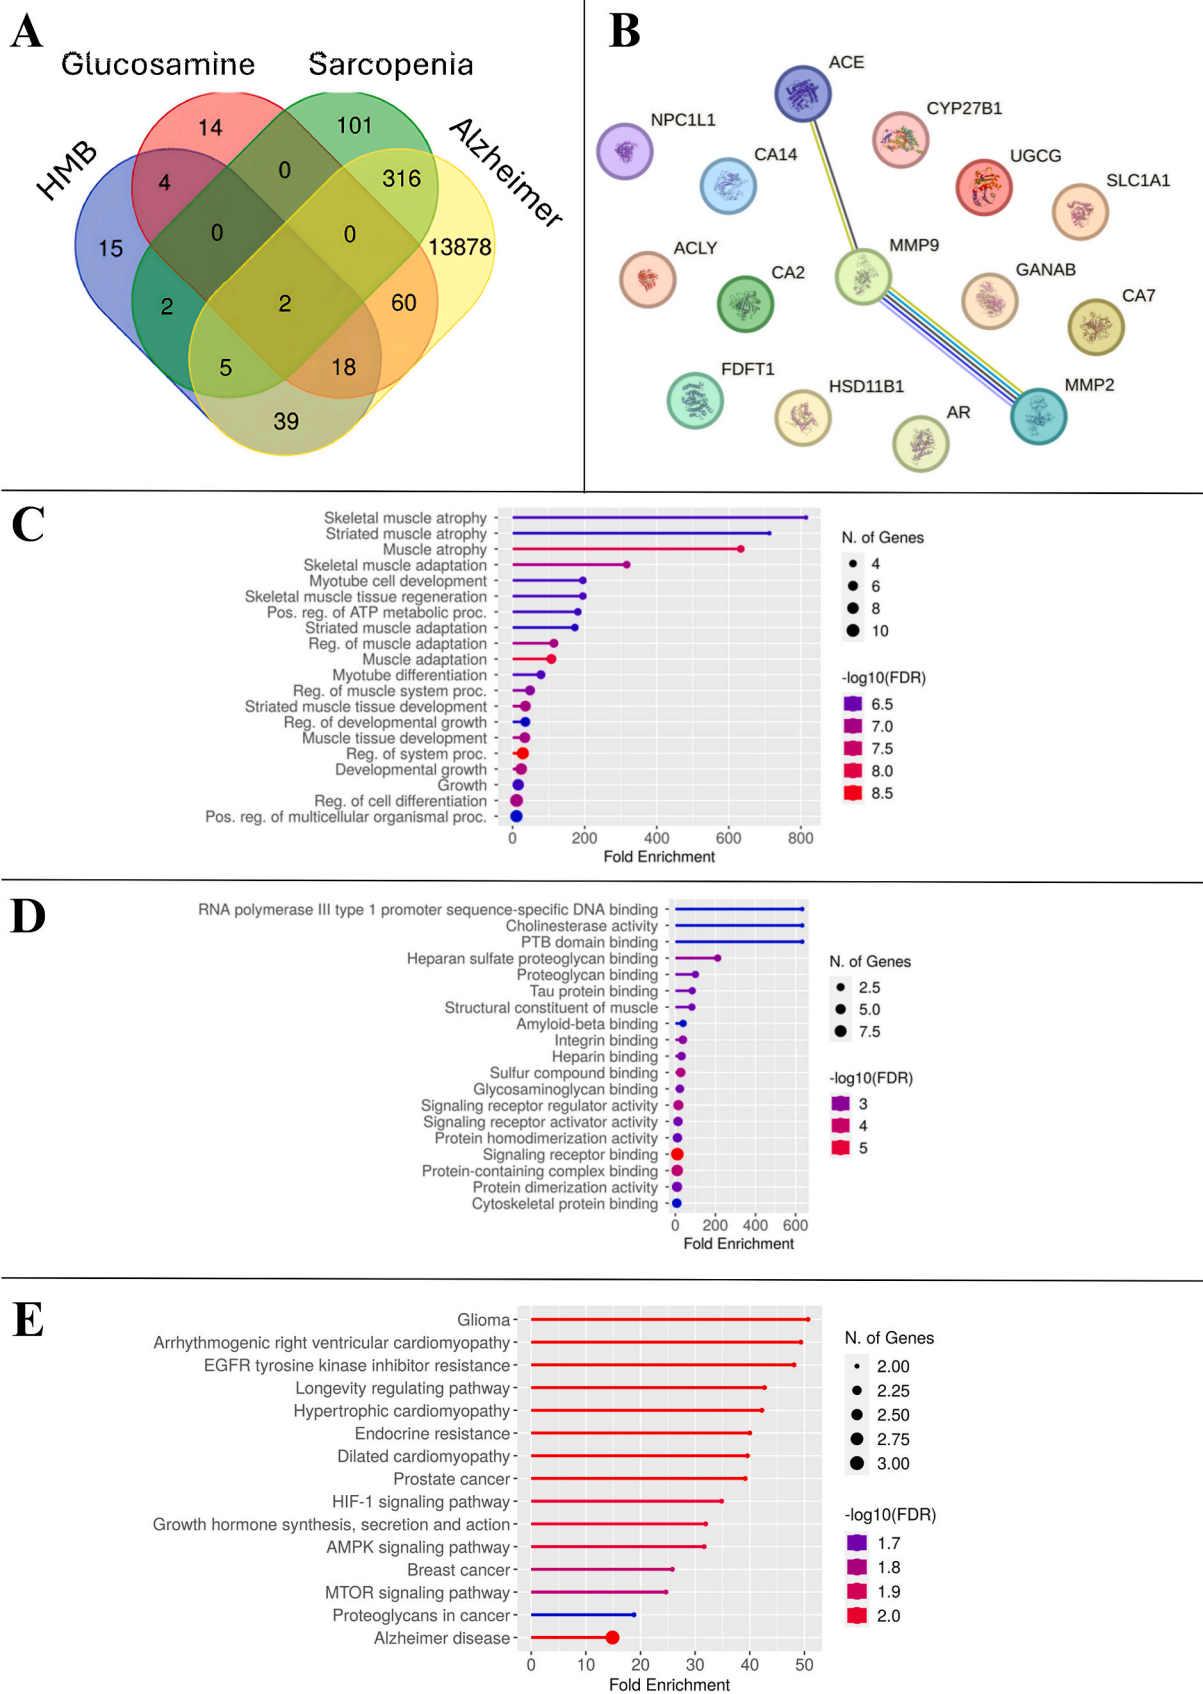 A
Glucosamine
Sarcopenia
HMB
Alzheimer
14
101
4
0
316
15
0
0
13878
2
2
60
5
18
39
B
ACE
NPC1L1
CYP27B1
CA14
UGCG
SLC1A1
ACLY
CA2
MMP9
GANAB
CA7
FDFT1
HSD11B1
AR
MMP2
C
Skeletal muscle atrophy
Striated muscle atrophy
Muscle atrophy
Skeletal muscle adaptation
Myotube cell development
Skeletal muscle tissue regeneration
Pos. reg. of ATP metabolic proc.
Striated muscle adaptation
Reg. of muscle adaptation
Muscle adaptation
Myotube differentiation
Reg. of muscle system proc.
Striated muscle tissue development
Reg. of developmental growth
Muscle tissue development
Reg. of system proc.
Developmental growth
Growth
Reg. of cell differentiation
Pos. reg. of multicellular organismal proc.
0 200 400 600 800
Fold Enrichment
N. of Genes
4
6
8
10
-log10(FDR)
6.5
7.0
7.5
8.0
8.5
D
RNA polymerase III type 1 promoter sequence-specific DNA binding
Cholinesterase activity
PTB domain binding
Heparan sulfate proteoglycan binding
Proteoglycan binding
Tau protein binding
Structural constituent of muscle
Amyloid-beta binding
Integrin binding
Heparin binding
Sulfur compound binding
Glycosaminoglycan binding
Signaling receptor regulator activity
Signaling receptor activator activity
Protein homodimerization activity
Signaling receptor binding
Protein-containing complex binding
Protein dimerization activity
Cytoskeletal protein binding
0 200 400 600
Fold Enrichment
N. of Genes
2.5
5.0
7.5
-log10(FDR)
3
4
5
E
Glioma
Arrhythmogenic right ventricular cardiomyopathy
EGFR tyrosine kinase inhibitor resistance
Longevity regulating pathway
Hypertrophic cardiomyopathy
Endocrine resistance
Dilated cardiomyopathy
Prostate cancer
HIF-1 signaling pathway
Growth hormone synthesis, secretion and action
AMPK signaling pathway
Breast cancer
MTOR signaling pathway
Proteoglycans in cancer
Alzheimer disease
0 10 20 30 40 50
Fold Enrichment
N. of Genes
2.00
2.25
2.50
2.75
3.00
-log10(FDR)
1.7
1.8
1.9
2.0